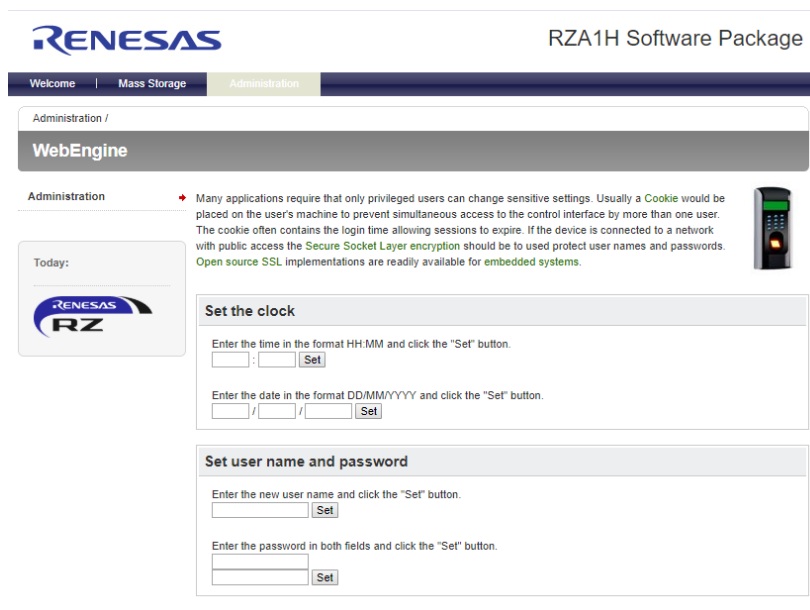 RENESAS
RZA1H Software Package
Welcome | Mass Storage Administration
Administration /
WebEngine
Administration
Many applications require that only privileged users can change sensitive settings. Usually a Cookie would be
placed on the user's machine to prevent simultaneous access to the control interface by more than one user.
The cookie often contains the login time allowing sessions to expire. If the device is connected to a network
with public access the Secure Socket Layer encryption should be to used protect user names and passwords.
Open source SSL implementations are readily available for embedded systems.
Today:
RENESAS
RZ
Set the clock
Enter the time in the format HH:MM and click the "Set" button.
: Set
Enter the date in the format DD/MM/YYYY and click the "Set" button.
/ / Set
Set user name and password
Enter the new user name and click the "Set" button.
Set
Enter the password in both fields and click the "Set" button.
Set